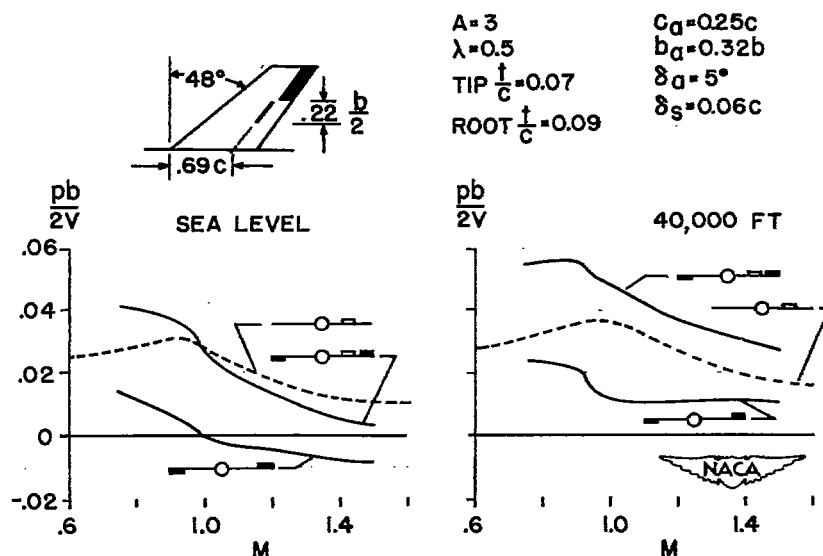 A=3
λ=0.5
TIP t/c=0.07
ROOT t/c=0.09
Ca=0.25c
ba=0.32b
δa=5°
δs=0.06c
48°
.22 b/2
.69c
pb/2V
SEA LEVEL
.06
.04
.02
0
-.02
.6
1.0
1.4
M
pb/2V
40,000 FT
NACA
.6
1.0
1.4
M